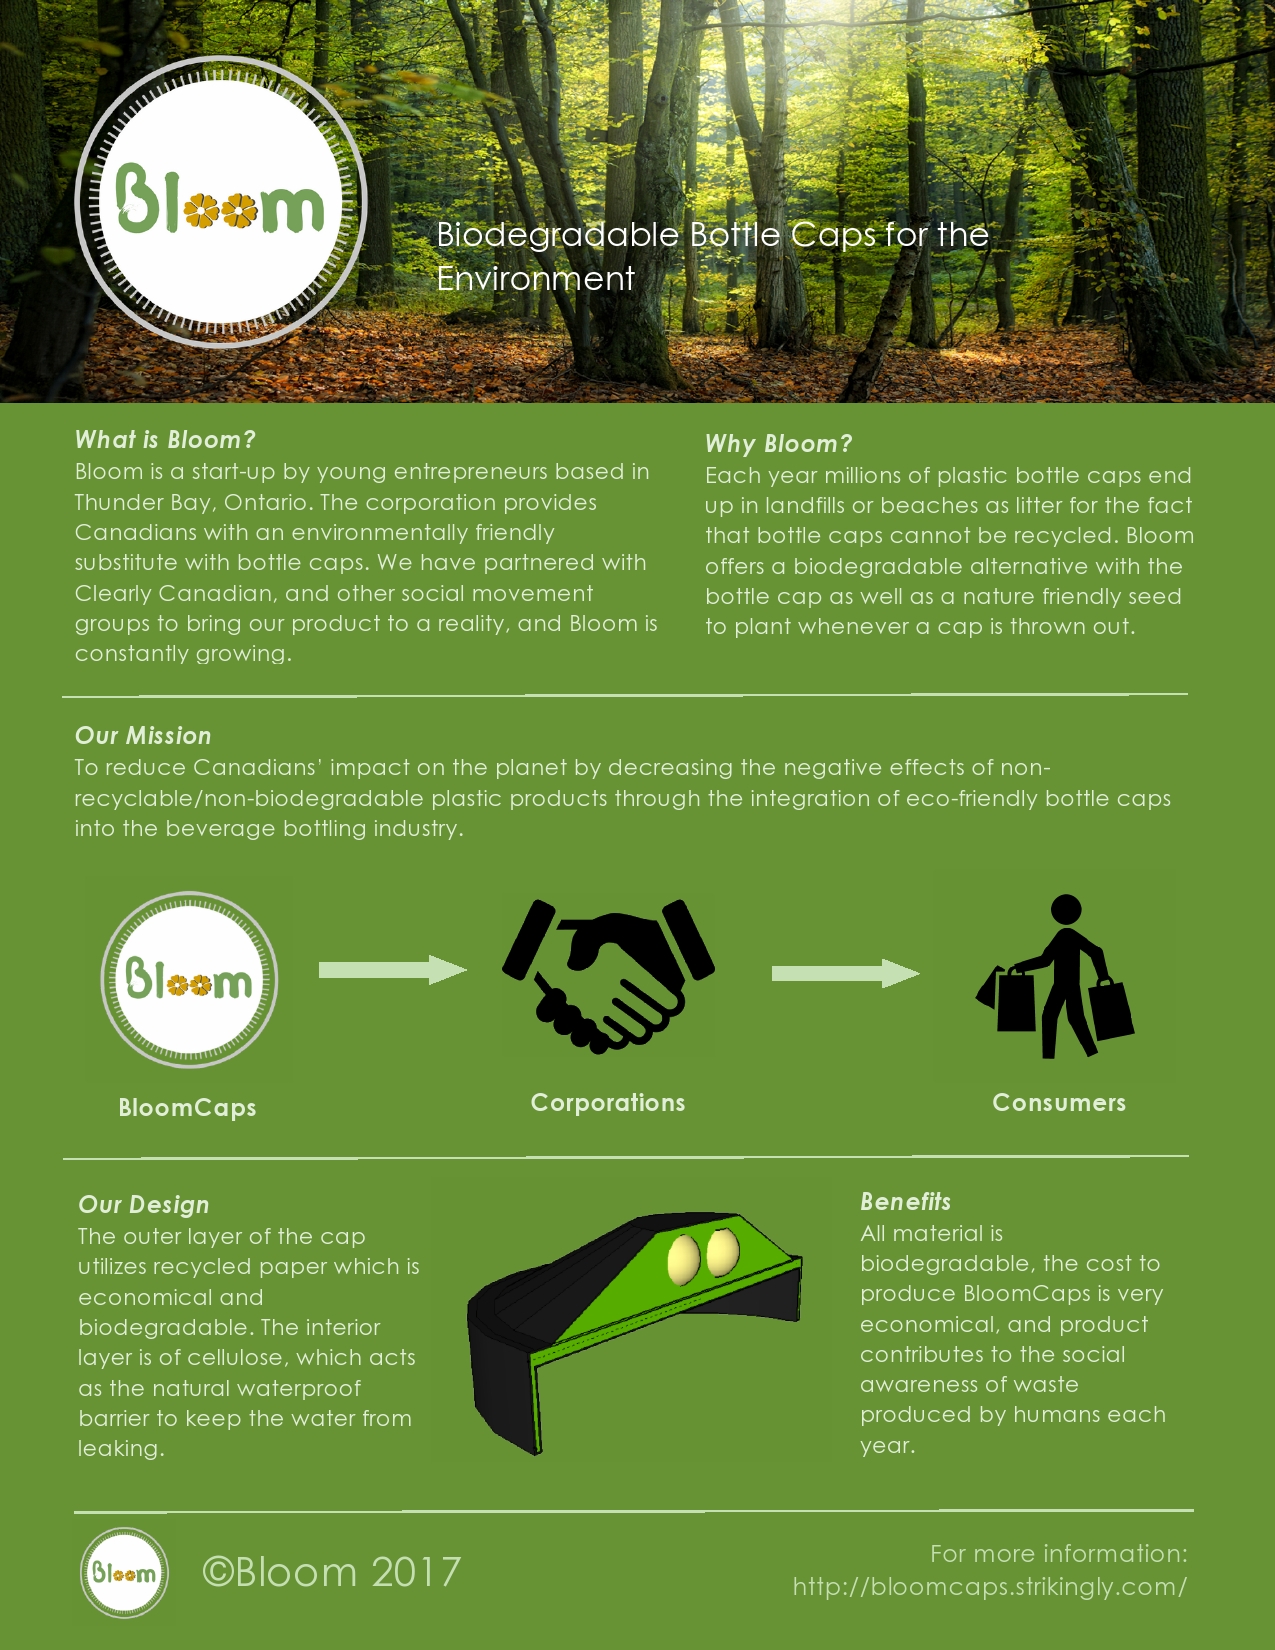 Bloom
Biodegradable Bottle Caps for the
Environment
What is Bloom?
Bloom is a start-up by young entrepreneurs based in
Thunder Bay, Ontario. The corporation provides
Canadians with an environmentally friendly
substitute with bottle caps. We have partnered with
Clearly Canadian, and other social movement
groups to bring our product to a reality, and Bloom is
constantly growing.
Why Bloom?
Each year millions of plastic bottle caps end
up in landfills or beaches as litter for the fact
that bottle caps cannot be recycled. Bloom
offers a biodegradable alternative with the
bottle cap as well as a nature friendly seed
to plant whenever a cap is thrown out.
Our Mission
To reduce Canadians' impact on the planet by decreasing the negative effects of non-
recyclable/non-biodegradable plastic products through the integration of eco-friendly bottle caps
into the beverage bottling industry.
Bloom
BloomCaps
Corporations
Consumers
Our Design
The outer layer of the cap
utilizes recycled paper which is
economical and
biodegradable. The interior
layer is of cellulose, which acts
as the natural waterproof
barrier to keep the water from
leaking.
Benefits
All material is
biodegradable, the cost to
produce BloomCaps is very
economical, and product
contributes to the social
awareness of waste
produced by humans each
year.
Bloom
©Bloom 2017
For more information:
http://bloomcaps.strikingly.com/